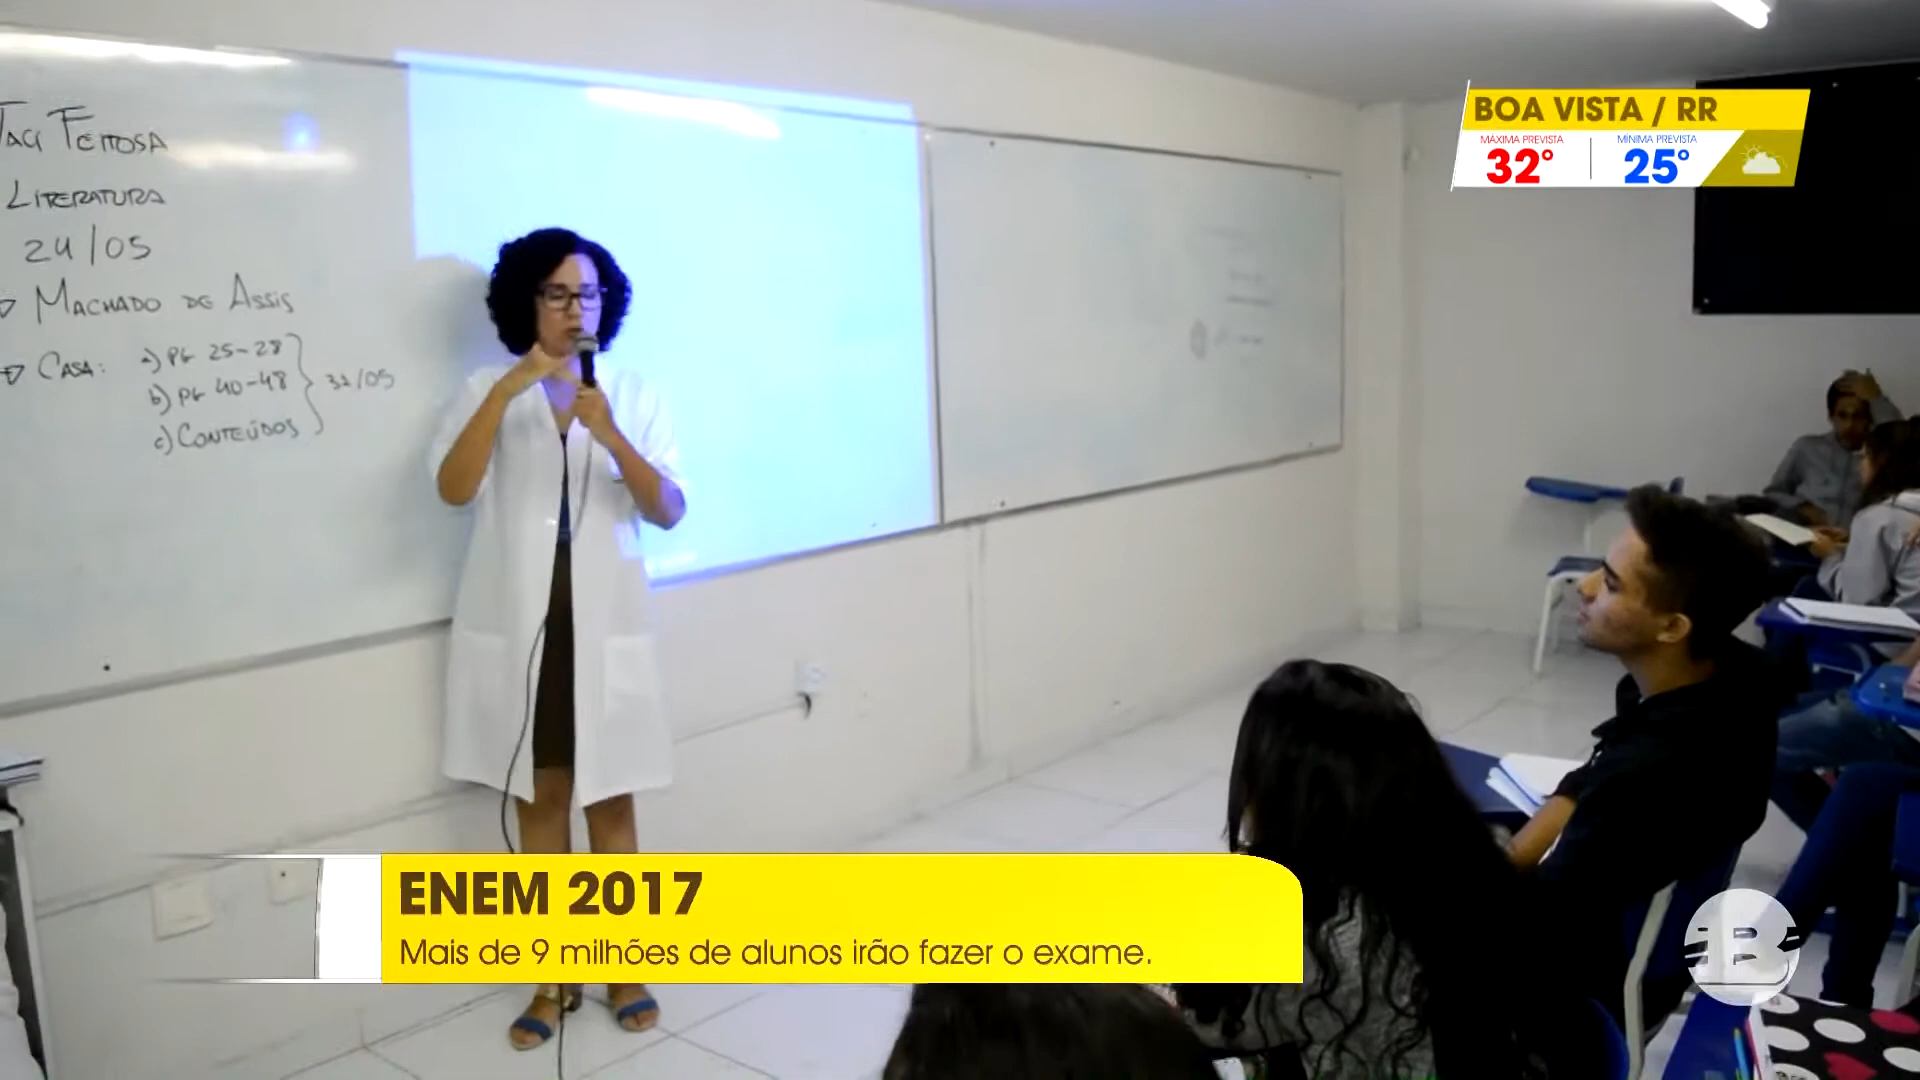 TACI FEITOSA
LITERATURA
24/05
MACHADO DE ASSIS
CASA: a) PG 25-28
b) PG 40-48
31/05
c) CONTEÚDOS
BOA VISTA / RR
MÁXIMA PREVISTA
32°
MÍNIMA PREVISTA
25°
ENEM 2017
Mais de 9 milhões de alunos irão fazer o exame.
B